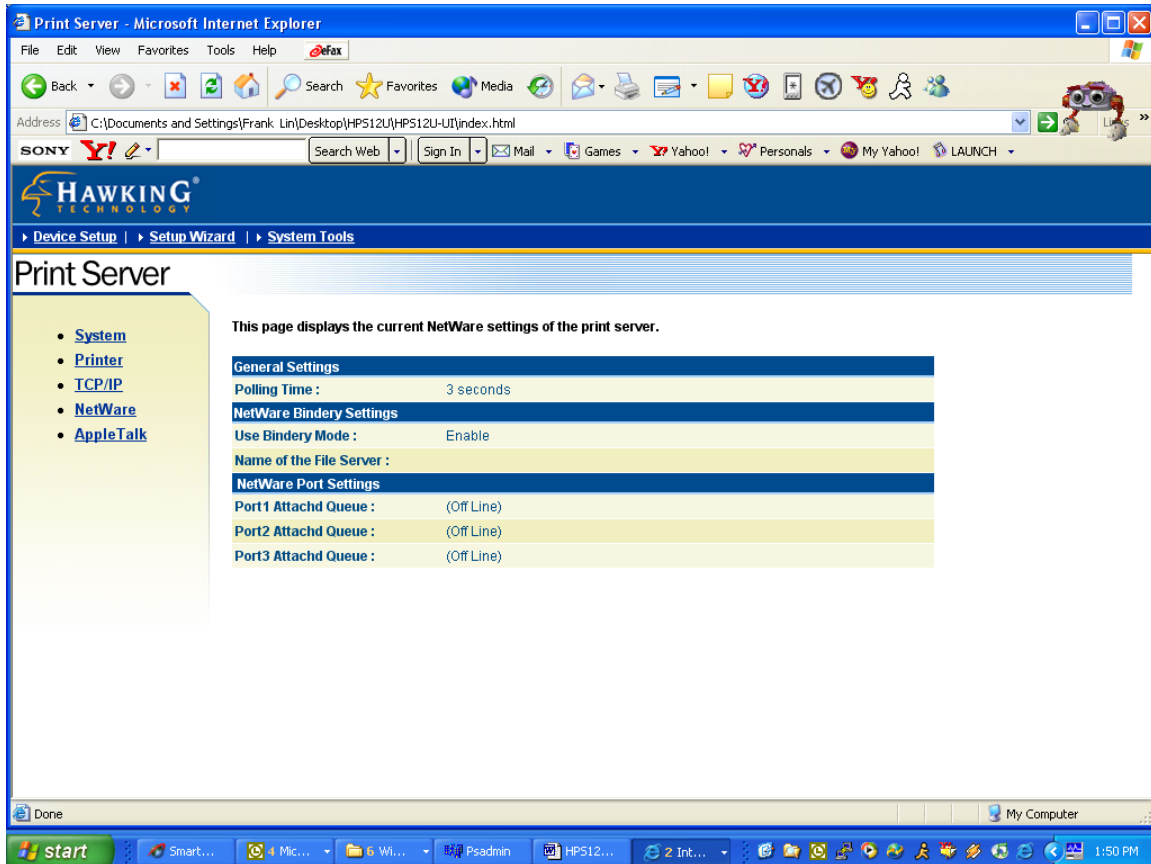 Print Server - Microsoft Internet Explorer
File Edit View Favorites Tools Help eFax
Back Search Favorites Media
Address C:\Documents and Settings\Frank Lin\Desktop\HPS12U\HPS12U-UI\index.html
SONY Y! Search Web Sign In Mail Games Yahoo! Personals My Yahoo! LAUNCH
HAWKING®
TECHNOLOGY
Device Setup | Setup Wizard | System Tools
Print Server
System
Printer
TCP/IP
NetWare
AppleTalk
This page displays the current NetWare settings of the print server.
General Settings
Polling Time : 3 seconds
NetWare Bindery Settings
Use Bindery Mode : Enable
Name of the File Server :
NetWare Port Settings
Port1 Attachd Queue : (Off Line)
Port2 Attachd Queue : (Off Line)
Port3 Attachd Queue : (Off Line)
Done My Computer
start Smart... 4 Mic... 6 Wi... Psadmin HPS12... 2 Int... 1:50 PM